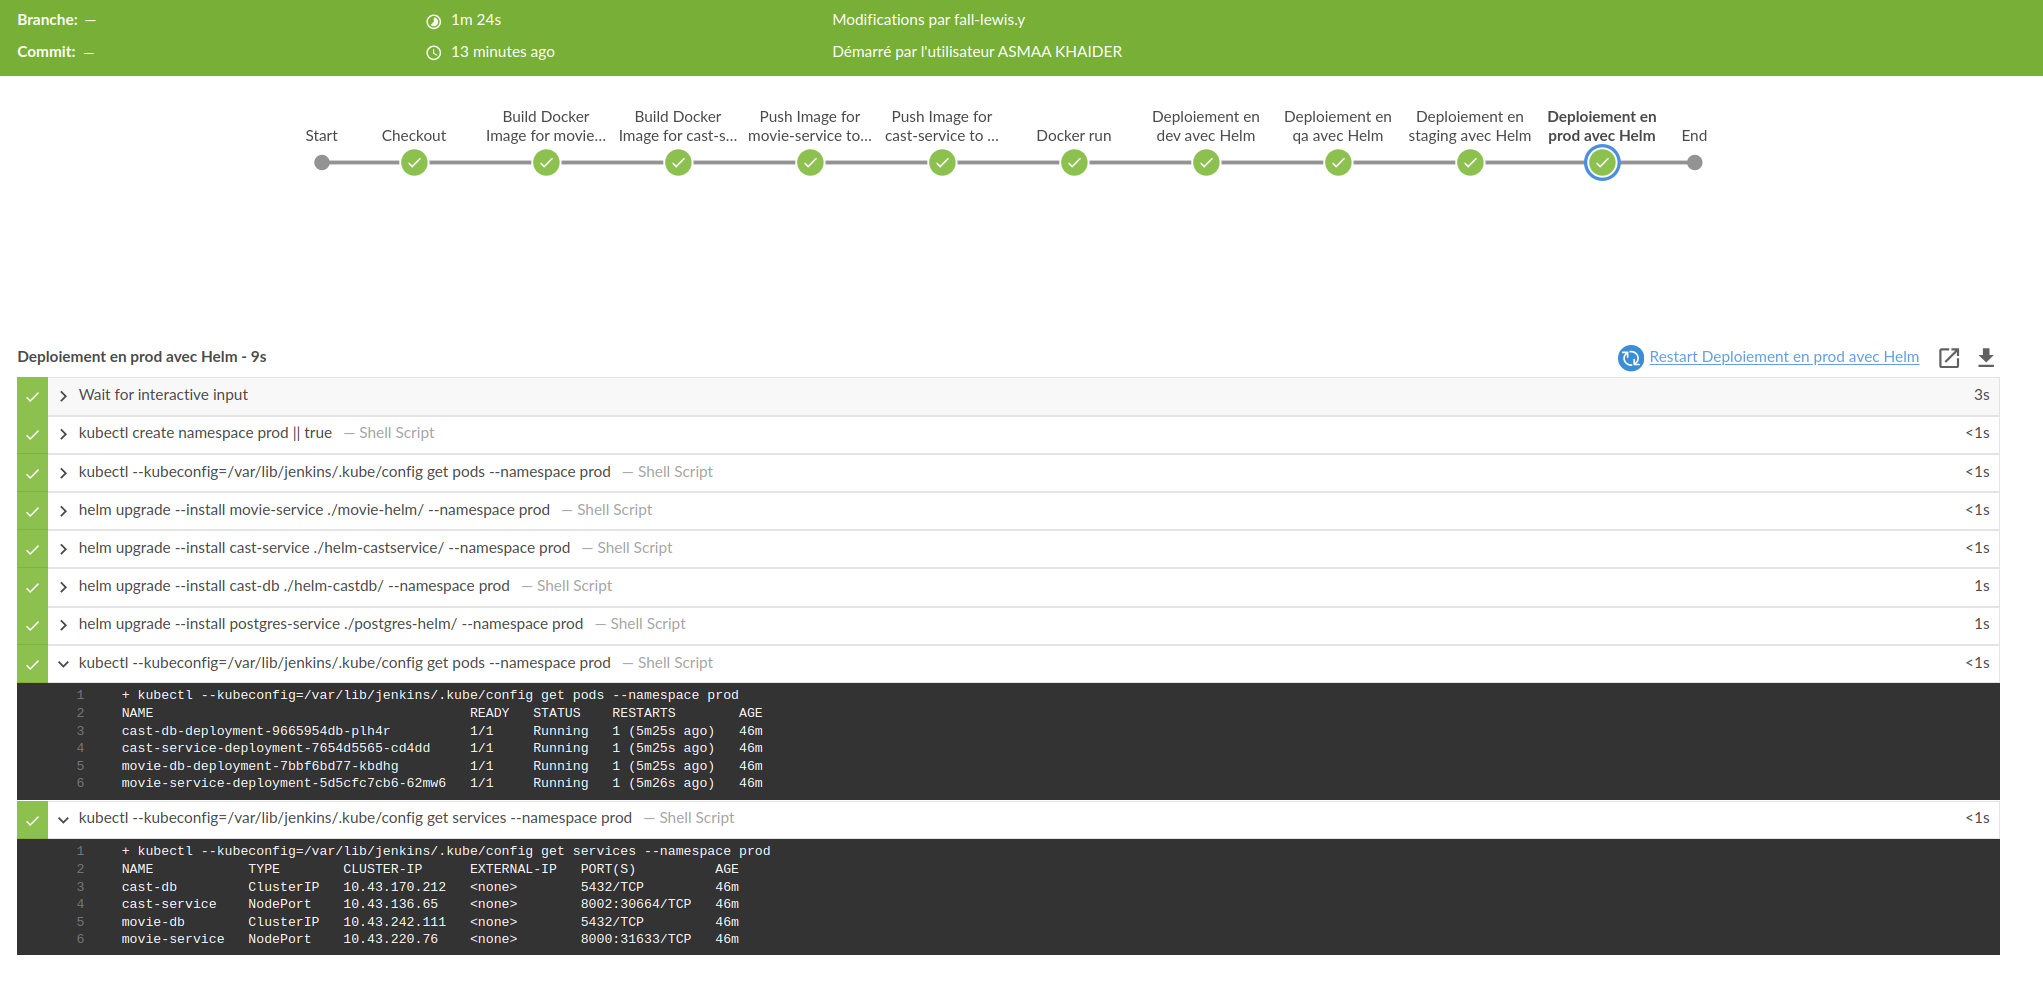 Branche: —
1m 24s
Modifications par fall-lewis.y
Commit: —
13 minutes ago
Démarré par l'utilisateur ASMAA KHAIDER
Start
Checkout
Build Docker
Image for movie...
Build Docker
Image for cast-s...
Push Image for
movie-service to...
Push Image for
cast-service to ...
Docker run
Deploiement en
dev avec Helm
Deploiement en
qa avec Helm
Deploiement en
staging avec Helm
Deploiement en
prod avec Helm
End
Deploiement en prod avec Helm - 9s
Restart Deploiement en prod avec Helm
Wait for interactive input 3s
kubectl create namespace prod || true — Shell Script <1s
kubectl --kubeconfig=/var/lib/jenkins/.kube/config get pods --namespace prod — Shell Script <1s
helm upgrade --install movie-service ./movie-helm/ --namespace prod — Shell Script <1s
helm upgrade --install cast-service ./helm-castservice/ --namespace prod — Shell Script <1s
helm upgrade --install cast-db ./helm-castdb/ --namespace prod — Shell Script 1s
helm upgrade --install postgres-service ./postgres-helm/ --namespace prod — Shell Script 1s
kubectl --kubeconfig=/var/lib/jenkins/.kube/config get pods --namespace prod — Shell Script <1s
1 + kubectl --kubeconfig=/var/lib/jenkins/.kube/config get pods --namespace prod
2 NAME READY STATUS RESTARTS AGE
3 cast-db-deployment-9665954db-plh4r 1/1 Running 1 (5m25s ago) 46m
4 cast-service-deployment-7654d5565-cd4dd 1/1 Running 1 (5m25s ago) 46m
5 movie-db-deployment-7bbf6bd77-kbdhg 1/1 Running 1 (5m25s ago) 46m
6 movie-service-deployment-5d5cfc7cb6-62mw6 1/1 Running 1 (5m26s ago) 46m
kubectl --kubeconfig=/var/lib/jenkins/.kube/config get services --namespace prod — Shell Script <1s
1 + kubectl --kubeconfig=/var/lib/jenkins/.kube/config get services --namespace prod
2 NAME TYPE CLUSTER-IP EXTERNAL-IP PORT(S) AGE
3 cast-db ClusterIP 10.43.170.212 <none> 5432/TCP 46m
4 cast-service NodePort 10.43.136.65 <none> 8002:30664/TCP 46m
5 movie-db ClusterIP 10.43.242.111 <none> 5432/TCP 46m
6 movie-service NodePort 10.43.220.76 <none> 8000:31633/TCP 46m